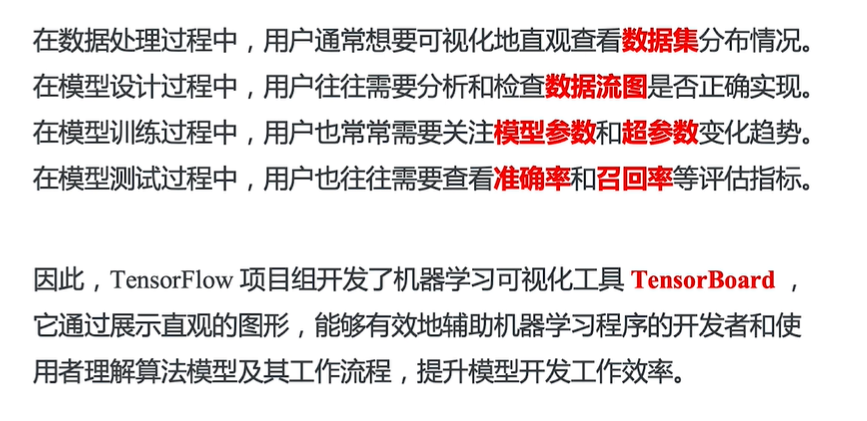 在数据处理过程中，用户通常想要可视化地直观查看数据集分布情况。
在模型设计过程中，用户往往需要分析和检查数据流图是否正确实现。
在模型训练过程中，用户也常常需要关注模型参数和超参数变化趋势。
在模型测试过程中，用户也往往需要查看准确率和召回率等评估指标。
因此，TensorFlow 项目组开发了机器学习可视化工具 TensorBoard ，
它通过展示直观的图形，能够有效地辅助机器学习程序的开发者和使
用者理解算法模型及其工作流程，提升模型开发工作效率。